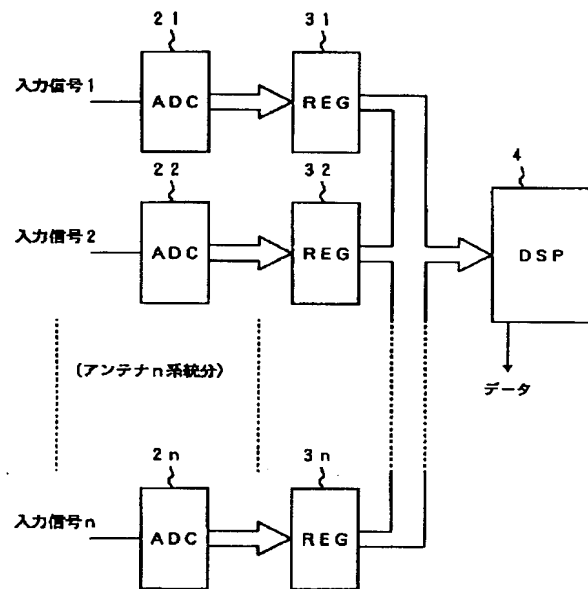 21
31
入力信号1
ADC
REG
22
32
4
入力信号2
ADC
REG
DSP
(アンテナn系統分)
データ
2n
3n
入力信号n
ADC
REG